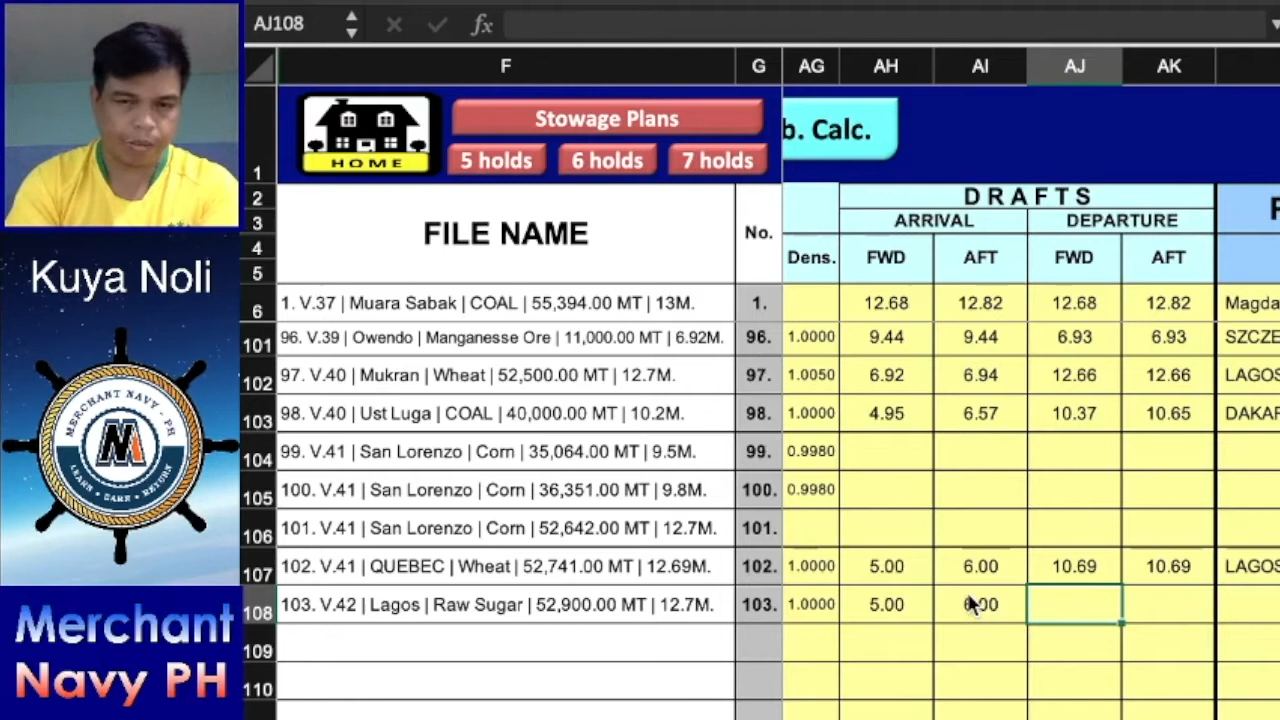 AJ108 fx
F G AG AH AI AJ AK
1 HOME Stowage Plans b. Calc.
5 holds 6 holds 7 holds
2 DRAFTS
3 FILE NAME No. ARRIVAL DEPARTURE
4 Dens. FWD AFT FWD AFT
5
6 1. V.37 | Muara Sabak | COAL | 55,394.00 MT | 13M. 1. 12.68 12.82 12.68 12.82 Magda
101 96. V.39 | Owendo | Manganesse Ore | 11,000.00 MT | 6.92M. 96. 1.0000 9.44 9.44 6.93 6.93 SZCZE
102 97. V.40 | Mukran | Wheat | 52,500.00 MT | 12.7M. 97. 1.0050 6.92 6.94 12.66 12.66 LAGOS
103 98. V.40 | Ust Luga | COAL | 40,000.00 MT | 10.2M. 98. 1.0000 4.95 6.57 10.37 10.65 DAKAR
104 99. V.41 | San Lorenzo | Corn | 35,064.00 MT | 9.5M. 99. 0.9980
105 100. V.41 | San Lorenzo | Corn | 36,351.00 MT | 9.8M. 100. 0.9980
106 101. V.41 | San Lorenzo | Corn | 52,642.00 MT | 12.7M. 101.
107 102. V.41 | QUEBEC | Wheat | 52,741.00 MT | 12.69M. 102. 1.0000 5.00 6.00 10.69 10.69 LAGOS
108 103. V.42 | Lagos | Raw Sugar | 52,900.00 MT | 12.7M. 103. 1.0000 5.00 6.00
109
110
Kuya Noli
MERCHANT NAVY - PH
LEARN • DARE • RETURN
Merchant
Navy PH